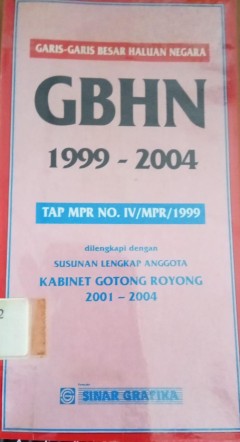 GARIS-GARIS BESAR HALUAN NEGARA
GBHN
1999 - 2004
TAP MPR NO. IV/MPR/1999
dilengkapi dengan
SUSUNAN LENGKAP ANGGOTA
KABINET GOTONG ROYONG
2001 - 2004
2
SINAR GRAFIKA